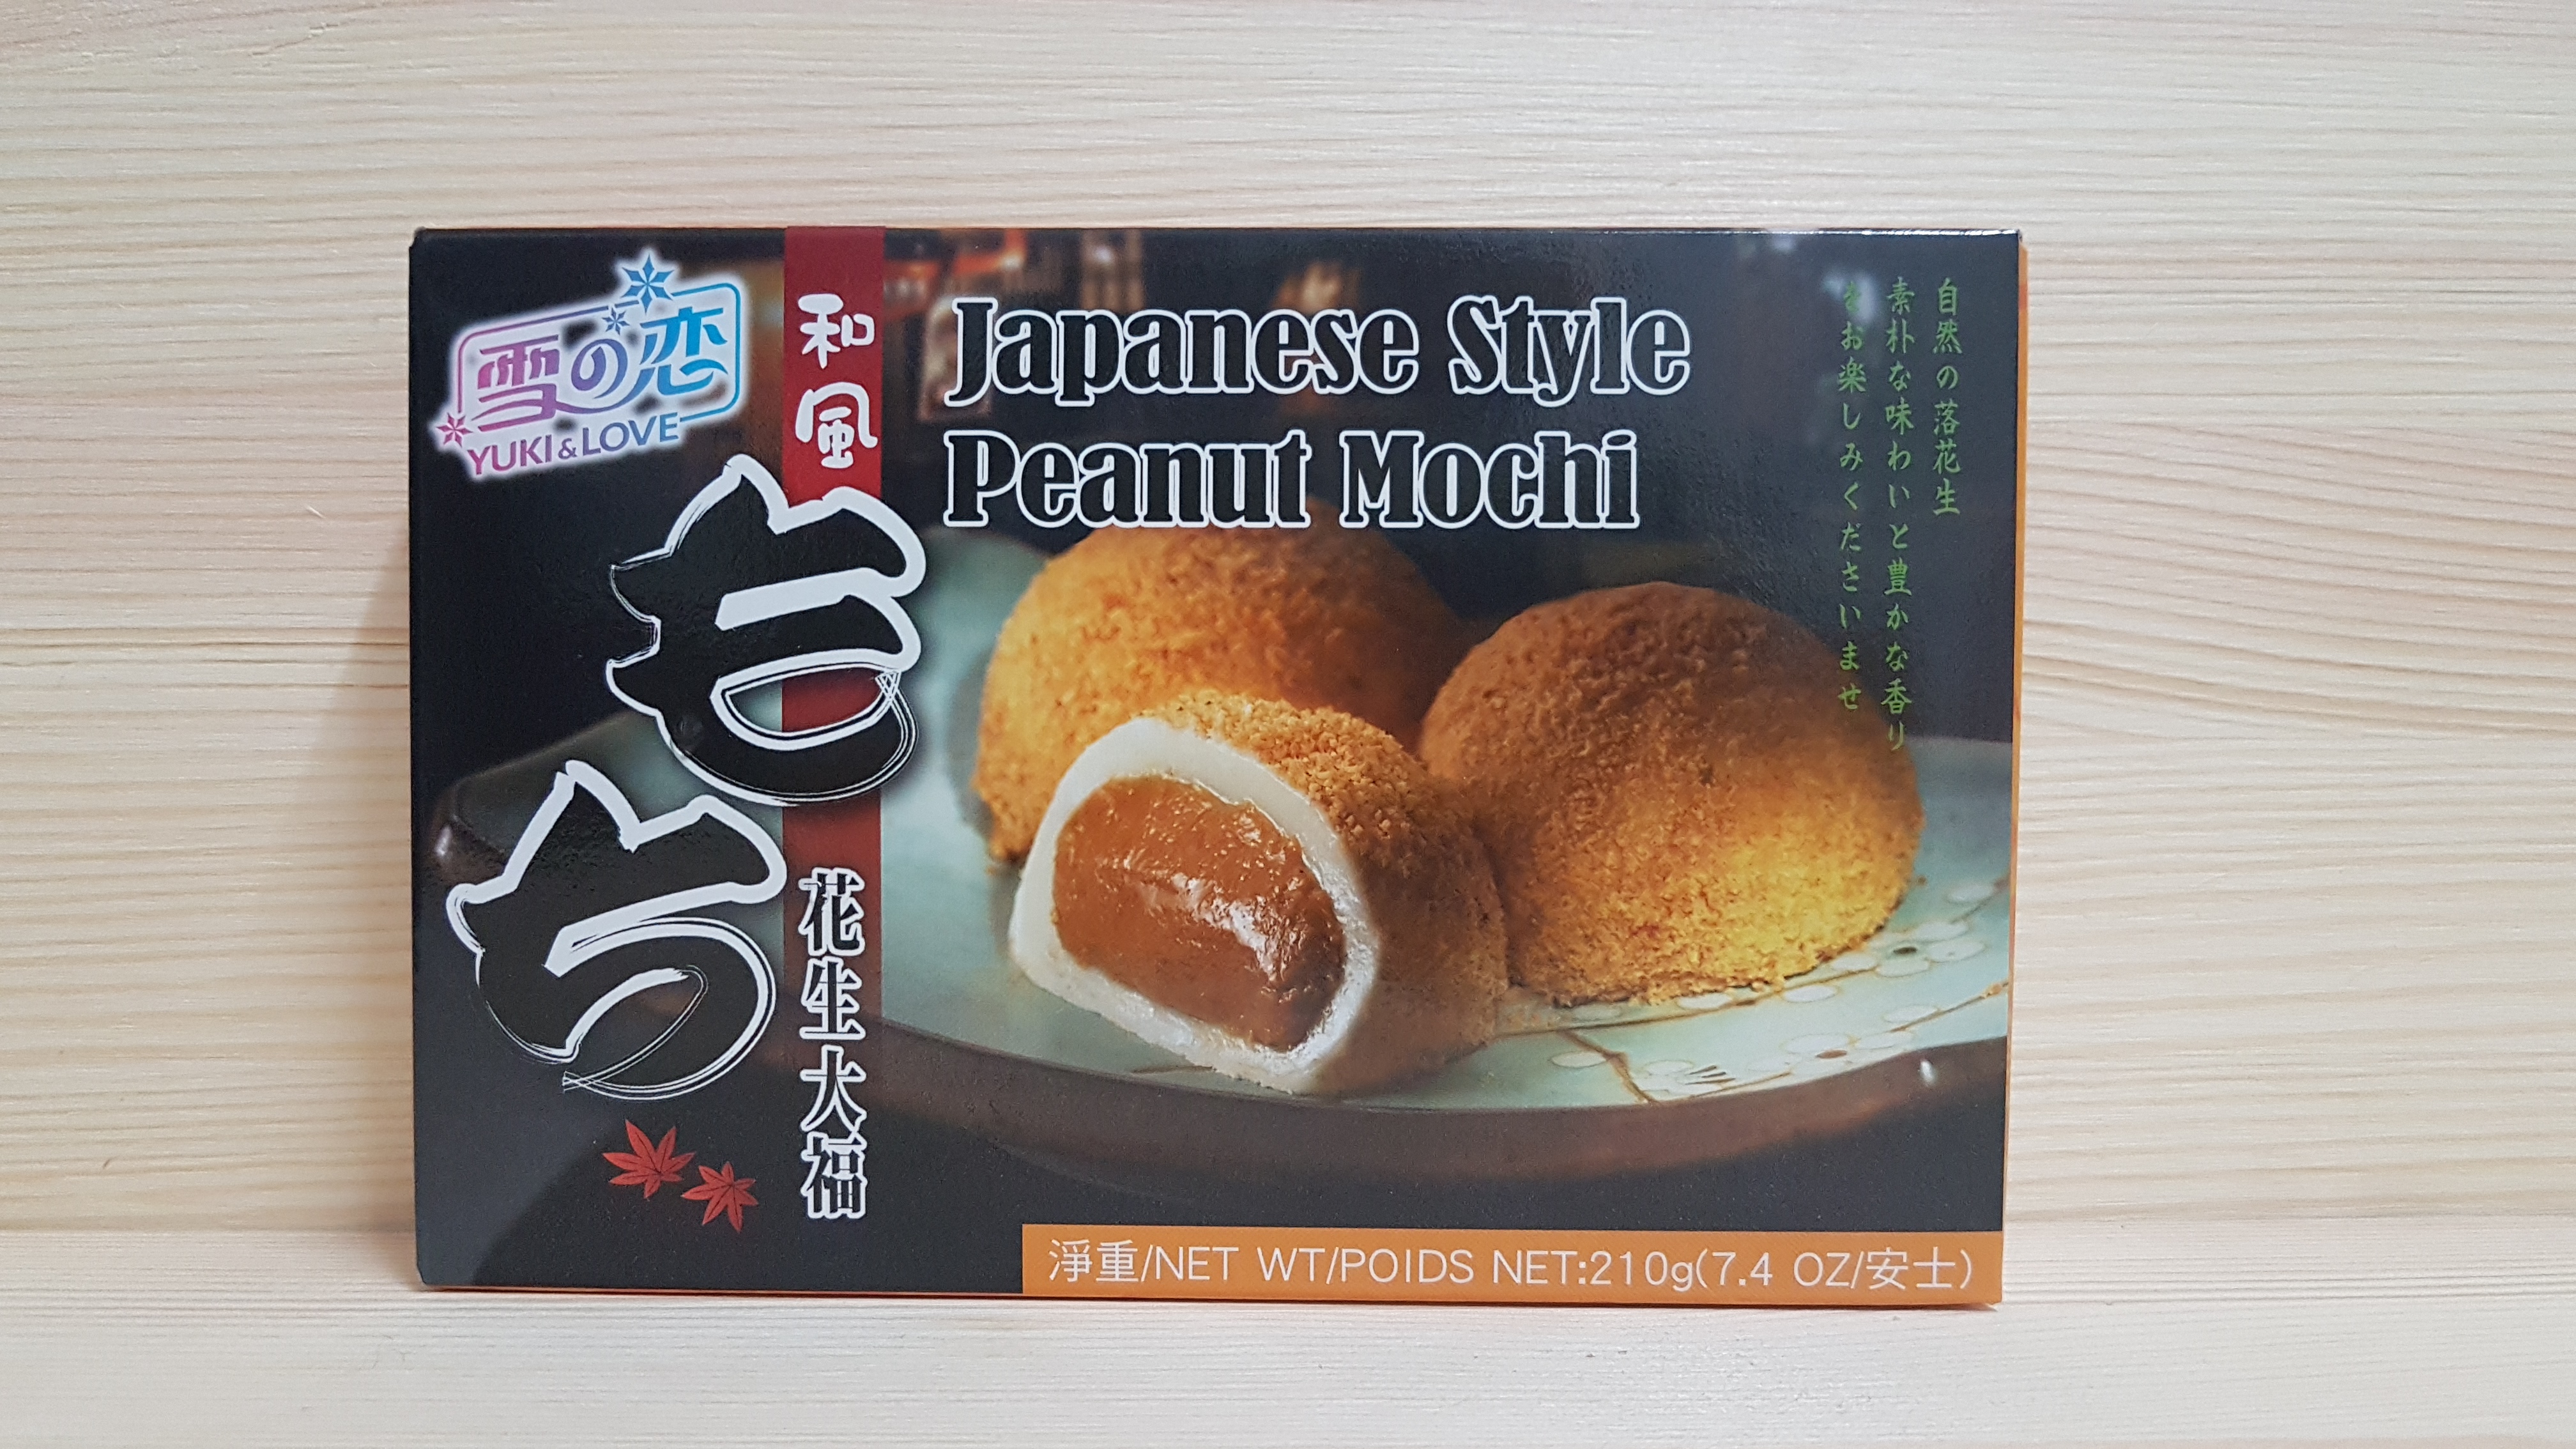 雪の恋
YUKI&LOVE
和風
もち
花生大福
Japanese Style
Peanut Mochi
自然の落花生
素朴な味わいと豊かな香り
をお楽しみくださいませ
淨重/NET WT/POIDS NET:210g(7.4 OZ/安士)